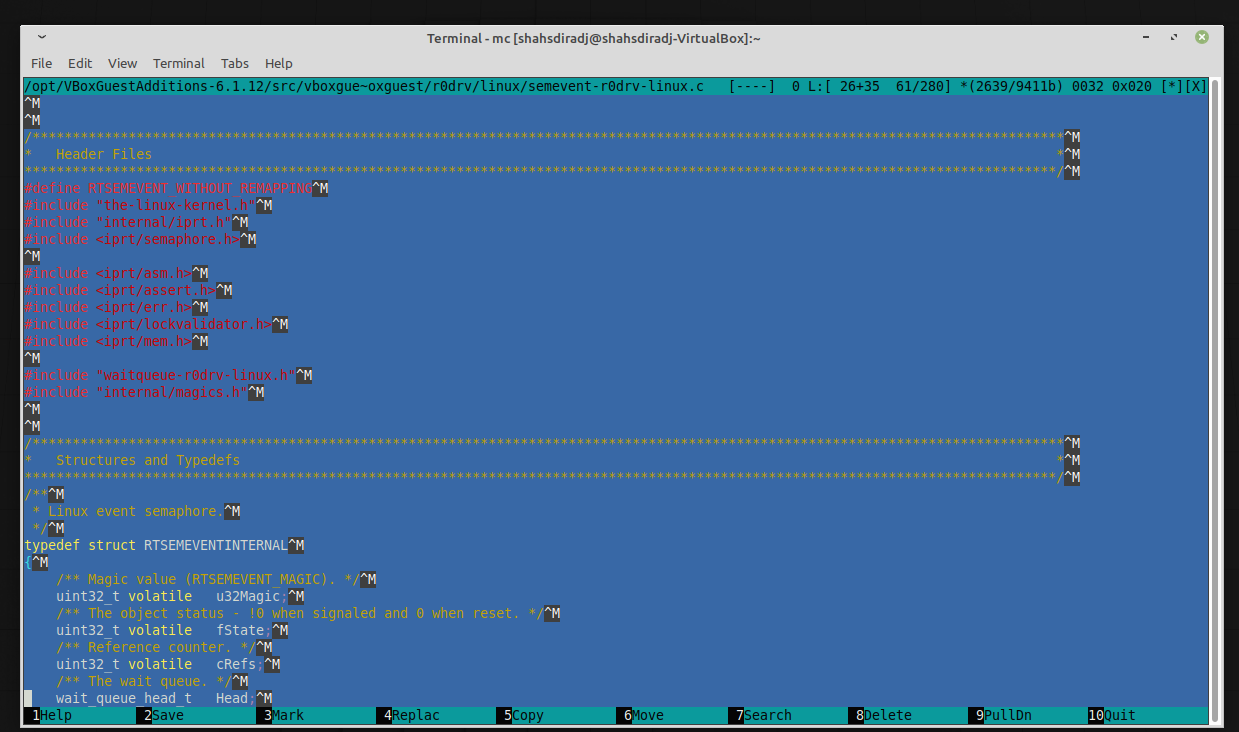 Terminal - mc [shahsdiradj@shahsdiradj-VirtualBox]:~
File Edit View Terminal Tabs Help
/opt/VBoxGuestAdditions-6.1.12/src/vboxgue~oxguest/r0drv/linux/semevent-r0drv-linux.c   [----]  0 L:[ 26+35  61/280] *(2639/9411b) 0032 0x020 [*][X]
^M
^M
/*********************************************************************************************************************************^M
*   Header Files                                                                                                                 *^M
*********************************************************************************************************************************/^M
#define RTSEMEVENT_WITHOUT_REMAPPING^M
#include "the-linux-kernel.h"^M
#include "internal/iprt.h"^M
#include <iprt/semaphore.h>^M
^M
#include <iprt/asm.h>^M
#include <iprt/assert.h>^M
#include <iprt/err.h>^M
#include <iprt/lockvalidator.h>^M
#include <iprt/mem.h>^M
^M
#include "waitqueue-r0drv-linux.h"^M
#include "internal/magics.h"^M
^M
^M
/*********************************************************************************************************************************^M
*   Structures and Typedefs                                                                                                      *^M
*********************************************************************************************************************************/^M
/**^M
 * Linux event semaphore.^M
 */^M
typedef struct RTSEMEVENTINTERNAL^M
{^M
    /** Magic value (RTSEMEVENT_MAGIC). */^M
    uint32_t volatile   u32Magic;^M
    /** The object status - !0 when signaled and 0 when reset. */^M
    uint32_t volatile   fState;^M
    /** Reference counter. */^M
    uint32_t volatile   cRefs;^M
    /** The wait queue. */^M
    wait_queue_head_t   Head;^M
1Help 2Save 3Mark 4Replac 5Copy 6Move 7Search 8Delete 9PullDn 10Quit